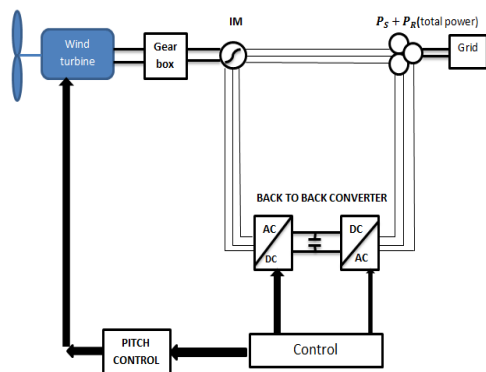 IM
P_S + P_R(total power)
Wind
turbine
Gear
box
Grid
BACK TO BACK CONVERTER
AC
DC
DC
AC
PITCH
CONTROL
Control